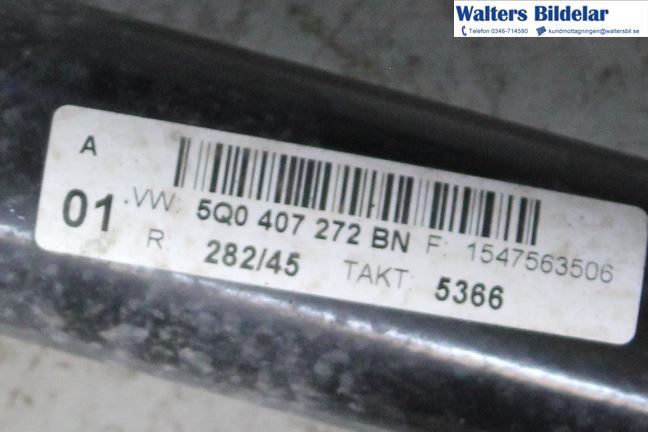 Walters Bildelar
Telefon 0346-714580 kundmottagningen@waltersbil.se
A
01 VW: 5Q0 407 272 BN F: 1547563506
R: 282/45 TAKT: 5366